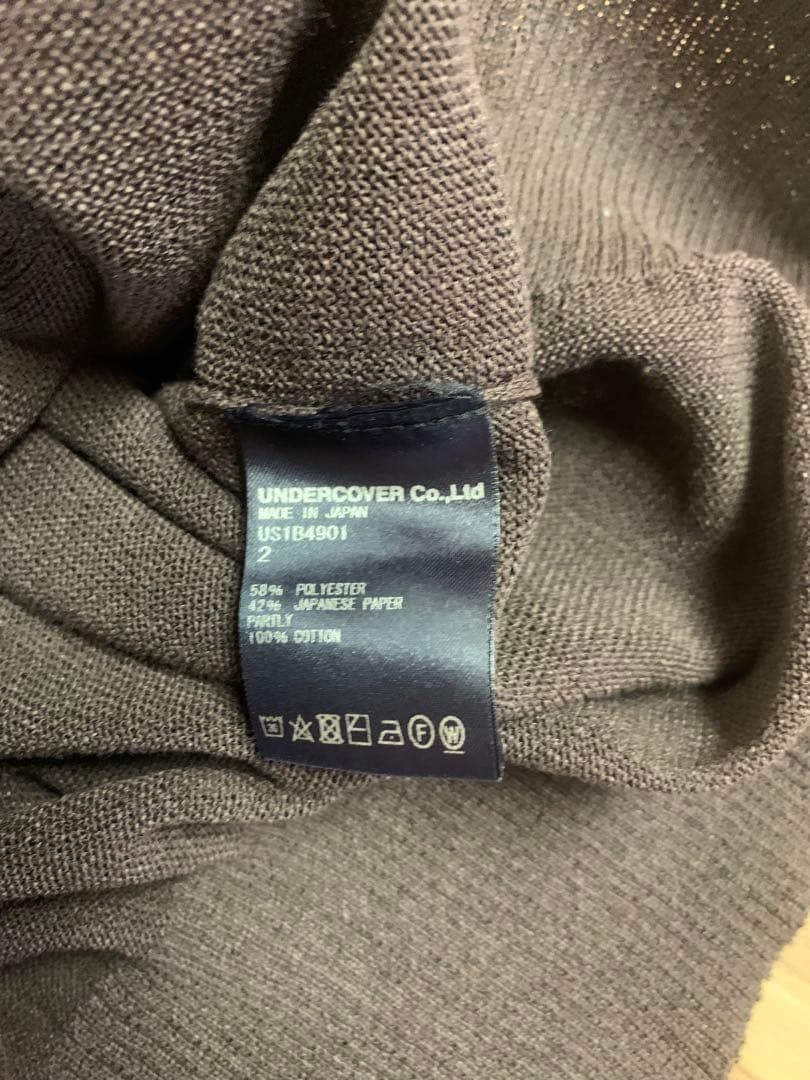 UNDERCOVER Co.,Ltd
MADE IN JAPAN
US1B4901
2
58% POLYESTER
42% JAPANESE PAPER
PARTLY
100% COTTON
F W